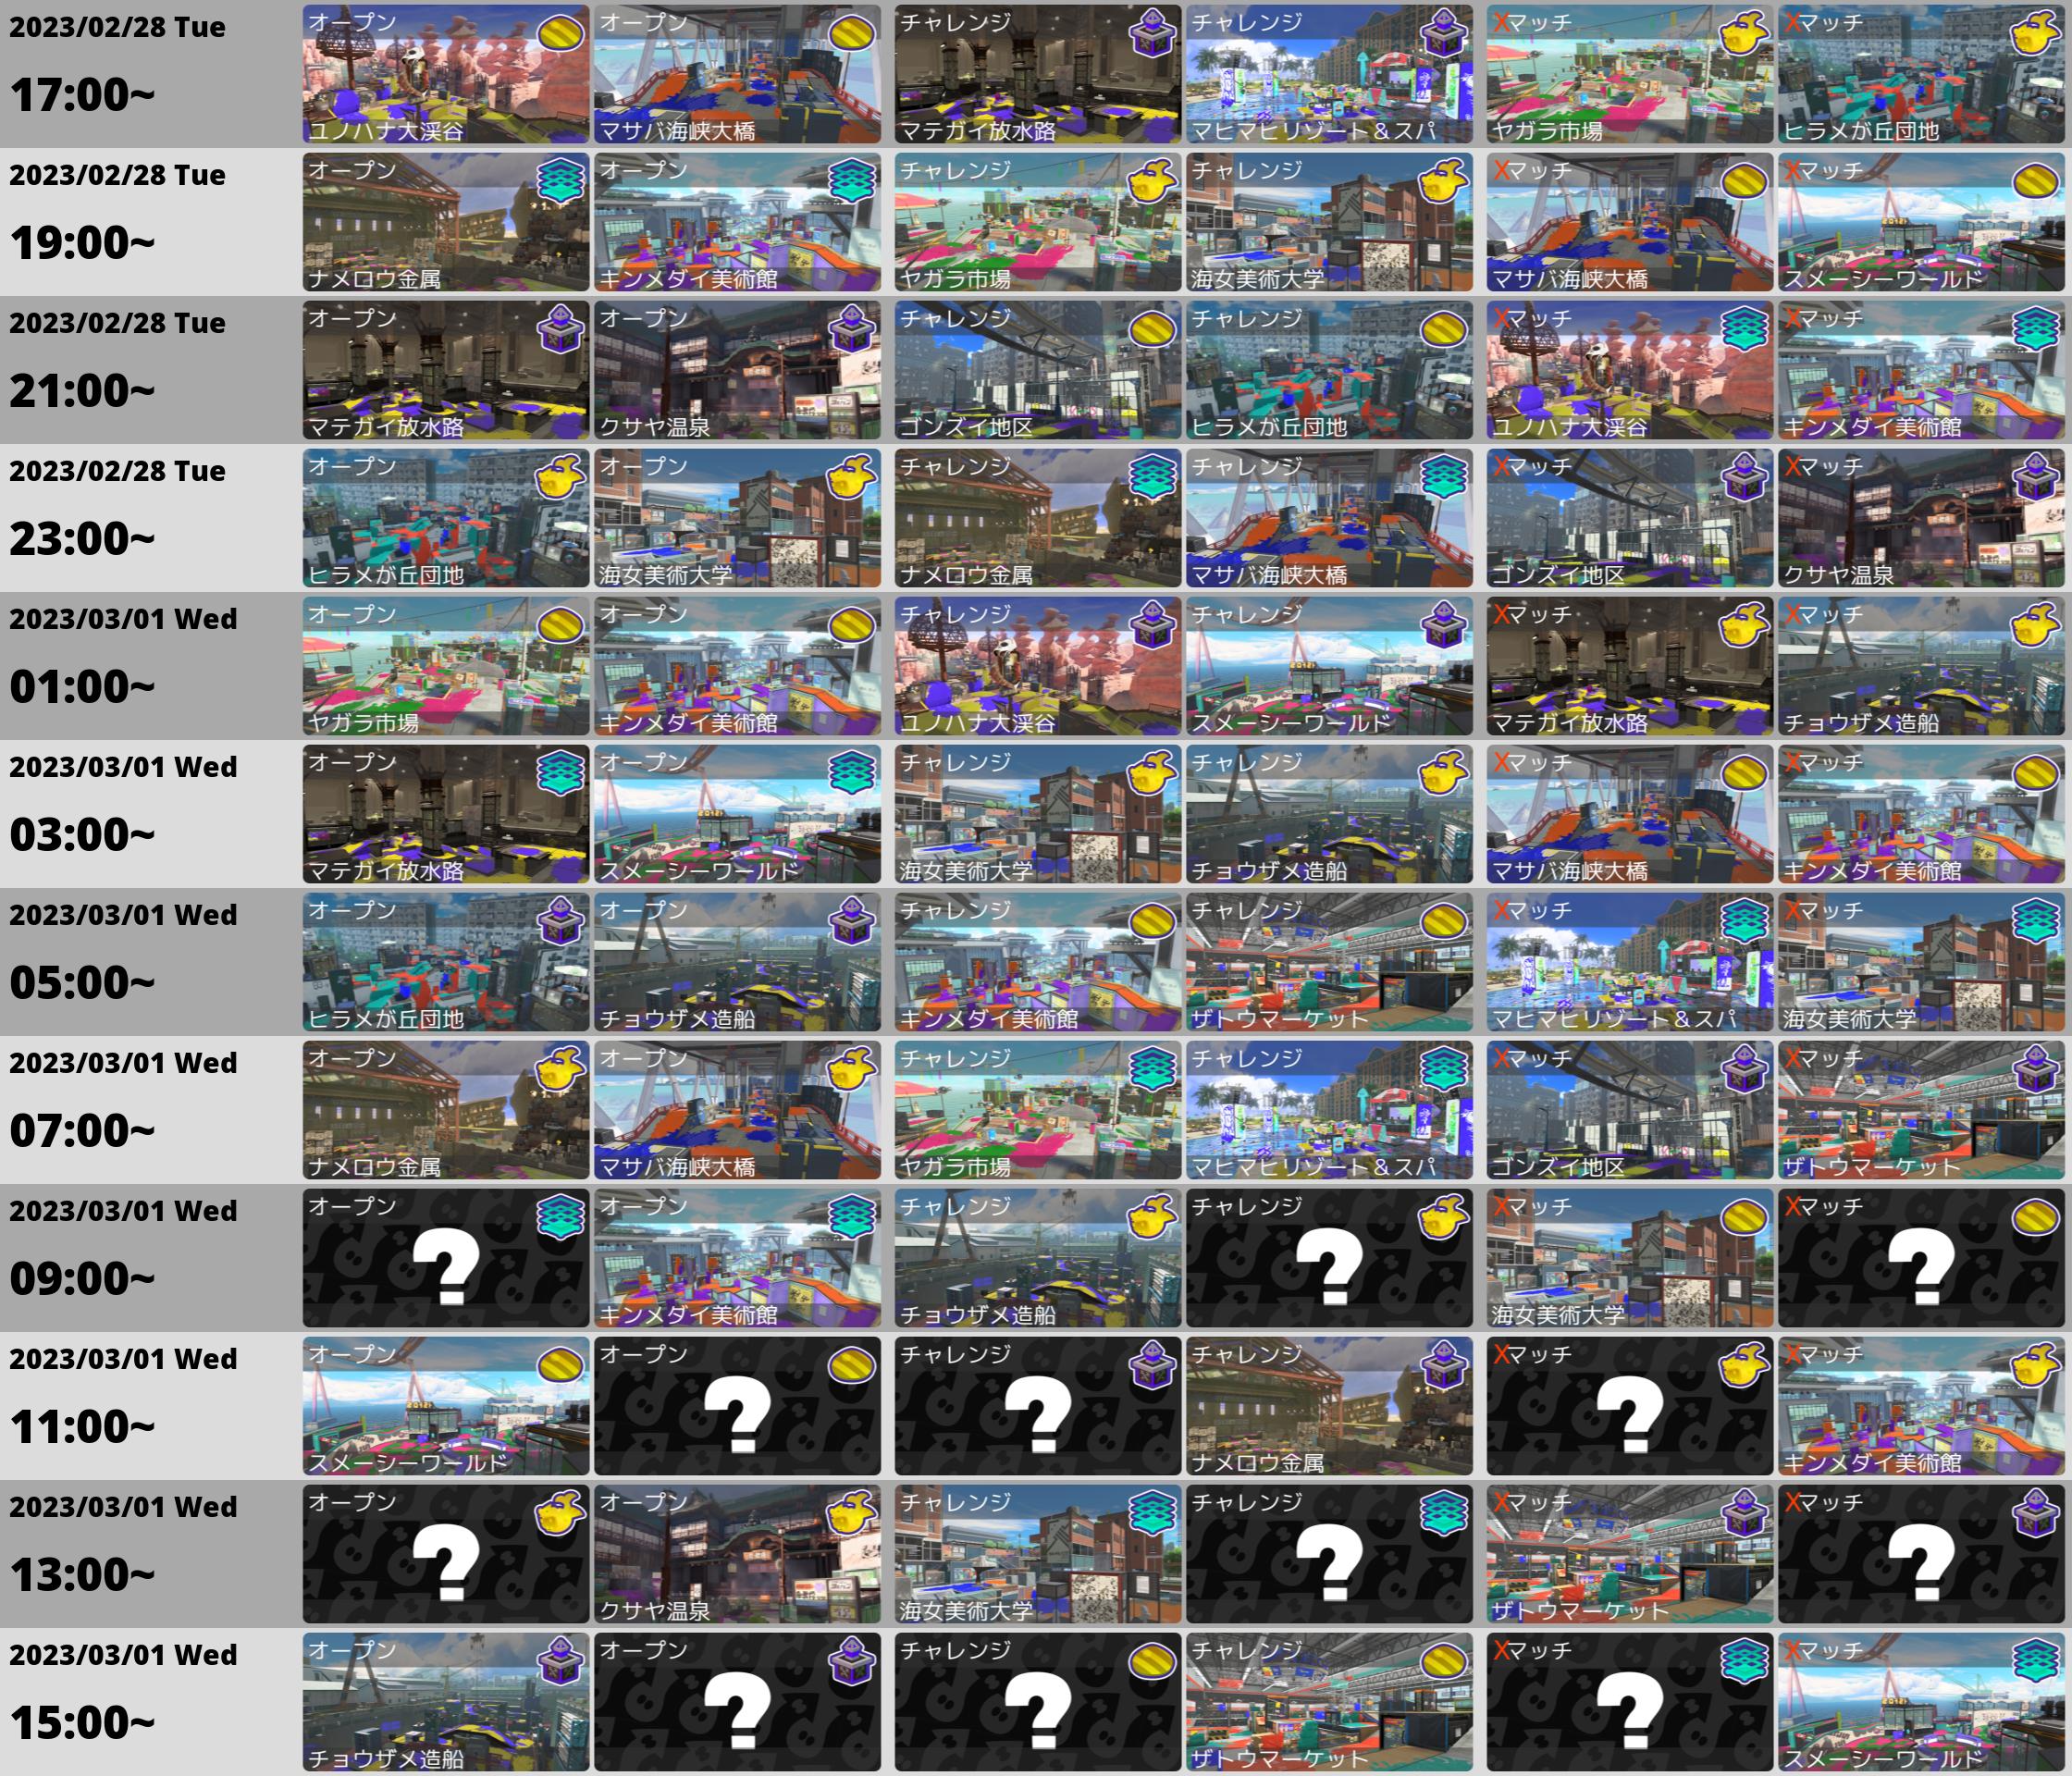 2023/02/28 Tue
17:00~
オープン
ユノハナ大渓谷
オープン
マサバ海峡大橋
チャレンジ
マテガイ放水路
チャレンジ
マヒマヒリゾート＆スパ
Xマッチ
ヤガラ市場
Xマッチ
ヒラメが丘団地
2023/02/28 Tue
19:00~
オープン
ナメロウ金属
オープン
キンメダイ美術館
チャレンジ
ヤガラ市場
チャレンジ
海女美術大学
Xマッチ
マサバ海峡大橋
Xマッチ
スメーシーワールド
2023/02/28 Tue
21:00~
オープン
マテガイ放水路
オープン
クサヤ温泉
チャレンジ
ゴンズイ地区
チャレンジ
ヒラメが丘団地
Xマッチ
ユノハナ大渓谷
Xマッチ
キンメダイ美術館
2023/02/28 Tue
23:00~
オープン
ヒラメが丘団地
オープン
海女美術大学
チャレンジ
ナメロウ金属
チャレンジ
マサバ海峡大橋
Xマッチ
ゴンズイ地区
Xマッチ
クサヤ温泉
2023/03/01 Wed
01:00~
オープン
ヤガラ市場
オープン
キンメダイ美術館
チャレンジ
ユノハナ大渓谷
チャレンジ
スメーシーワールド
Xマッチ
マテガイ放水路
Xマッチ
チョウザメ造船
2023/03/01 Wed
03:00~
オープン
マテガイ放水路
オープン
スメーシーワールド
チャレンジ
海女美術大学
チャレンジ
チョウザメ造船
Xマッチ
マサバ海峡大橋
Xマッチ
キンメダイ美術館
2023/03/01 Wed
05:00~
オープン
ヒラメが丘団地
オープン
チョウザメ造船
チャレンジ
キンメダイ美術館
チャレンジ
ザトウマーケット
Xマッチ
マヒマヒリゾート＆スパ
Xマッチ
海女美術大学
2023/03/01 Wed
07:00~
オープン
ナメロウ金属
オープン
マサバ海峡大橋
チャレンジ
ヤガラ市場
チャレンジ
マヒマヒリゾート＆スパ
Xマッチ
ゴンズイ地区
Xマッチ
ザトウマーケット
2023/03/01 Wed
09:00~
オープン
?
オープン
キンメダイ美術館
チャレンジ
チョウザメ造船
チャレンジ
?
Xマッチ
海女美術大学
Xマッチ
?
2023/03/01 Wed
11:00~
オープン
スメーシーワールド
オープン
?
チャレンジ
?
チャレンジ
ナメロウ金属
Xマッチ
?
Xマッチ
キンメダイ美術館
2023/03/01 Wed
13:00~
オープン
?
オープン
クサヤ温泉
チャレンジ
海女美術大学
チャレンジ
?
Xマッチ
ザトウマーケット
Xマッチ
?
2023/03/01 Wed
15:00~
オープン
チョウザメ造船
オープン
?
チャレンジ
?
チャレンジ
ザトウマーケット
Xマッチ
?
Xマッチ
スメーシーワールド